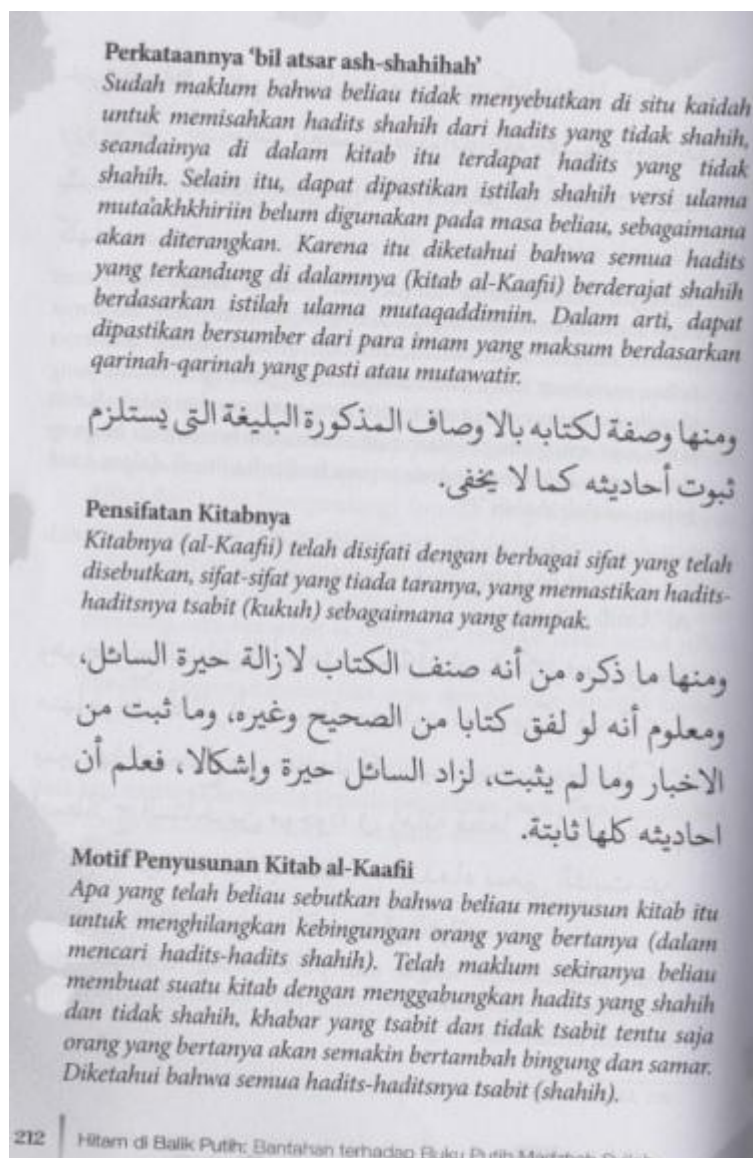 Perkataannya ‘bil atsar ash-shahihah’
Sudah maklum bahwa beliau tidak menyebutkan di situ kaidah
untuk memisahkan hadits shahih dari hadits yang tidak shahih,
seandainya di dalam kitab itu terdapat hadits yang tidak
shahih. Selain itu, dapat dipastikan istilah shahih versi ulama
muta'akhkhiriin belum digunakan pada masa beliau, sebagaimana
akan diterangkan. Karena itu diketahui bahwa semua hadits
yang terkandung di dalamnya (kitab al-Kaafii) berderajat shahih
berdasarkan istilah ulama mutaqaddimiin. Dalam arti, dapat
dipastikan bersumber dari para imam yang maksum berdasarkan
qarinah-qarinah yang pasti atau mutawatir.
ومنها وصفة لكتابه بالا وصاف المذكورة البليغة التى يستلزم
ثبوت أحاديثه كما لا يخفى.
Pensifatan Kitabnya
Kitabnya (al-Kaafii) telah disifati dengan berbagai sifat yang telah
disebutkan, sifat-sifat yang tiada taranya, yang memastikan hadits-
haditsnya tsabit (kukuh) sebagaimana yang tampak.
ومنها ما ذكره من أنه صنف الكتاب لازالة حيرة السائل،
ومعلوم أنه لو لفق كتابا من الصحيح وغيره، وما ثبت من
الاخبار وما لم يثبت، لزاد السائل حيرة وإشكالا، فعلم أن
احاديثه كلها ثابتة.
Motif Penyusunan Kitab al-Kaafii
Apa yang telah beliau sebutkan bahwa beliau menyusun kitab itu
untuk menghilangkan kebingungan orang yang bertanya (dalam
mencari hadits-hadits shahih). Telah maklum sekiranya beliau
membuat suatu kitab dengan menggabungkan hadits yang shahih
dan tidak shahih, khabar yang tsabit dan tidak tsabit tentu saja
orang yang bertanya akan semakin bertambah bingung dan samar.
Diketahui bahwa semua hadits-haditsnya tsabit (shahih).
212 | Hitam di Balik Putih: Bantahan terhadap Buku Putih